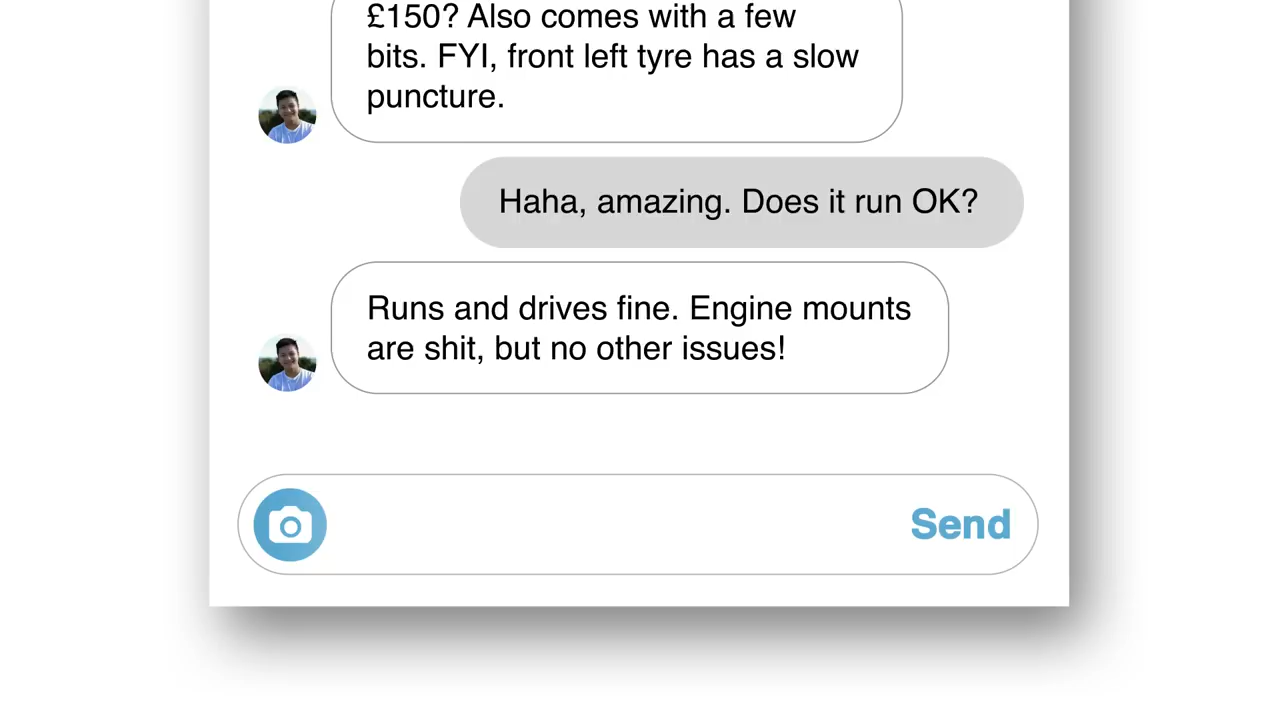 £150? Also comes with a few
bits. FYI, front left tyre has a slow
puncture.
Haha, amazing. Does it run OK?
Runs and drives fine. Engine mounts
are shit, but no other issues!
Send